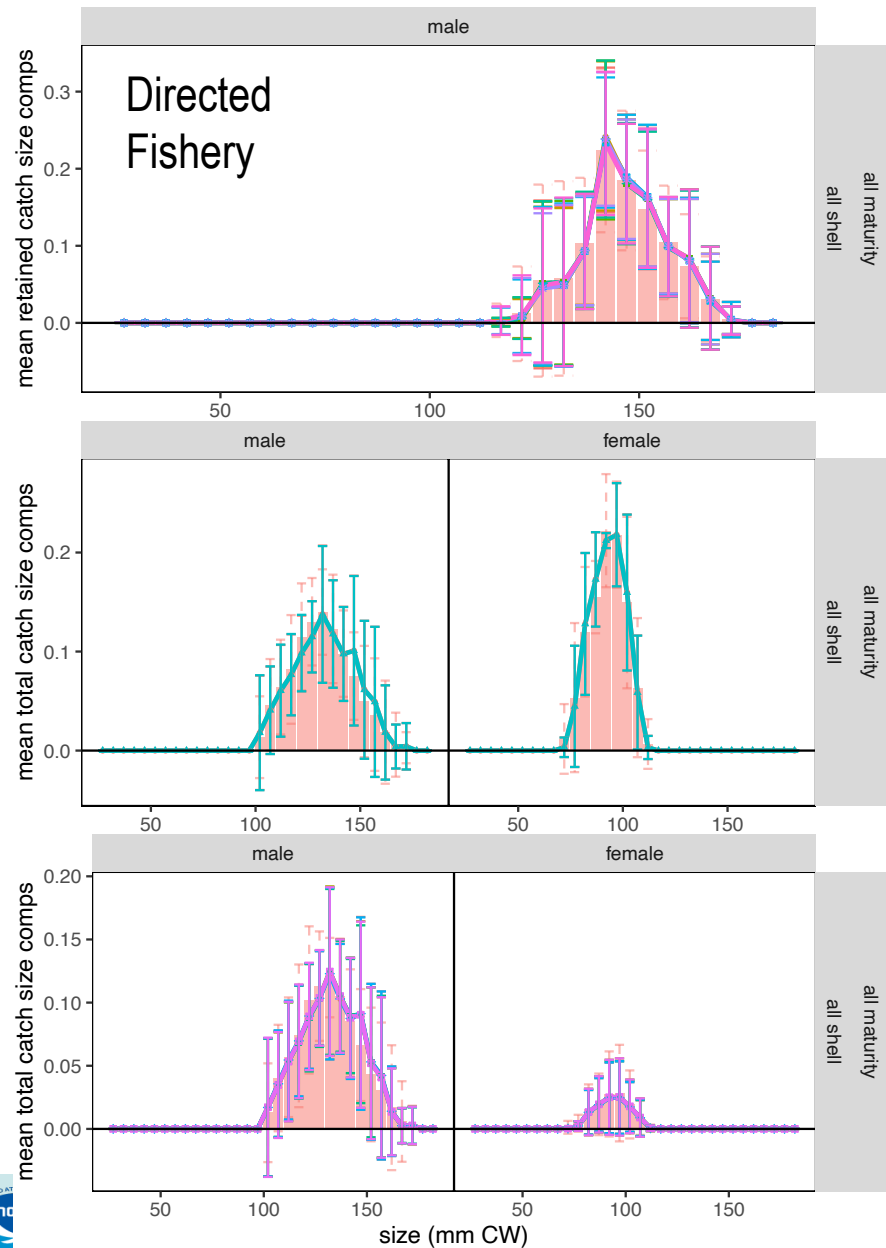 male
Directed
Fishery
mean retained catch size comps
0.3
0.2
0.1
0.0
50
100
150
all maturity
all shell
male
female
mean total catch size comps
0.2
0.1
0.0
50
100
150
50
100
150
all maturity
all shell
male
female
mean total catch size comps
0.20
0.15
0.10
0.05
0.00
50
100
150
50
100
150
all maturity
all shell
size (mm CW)